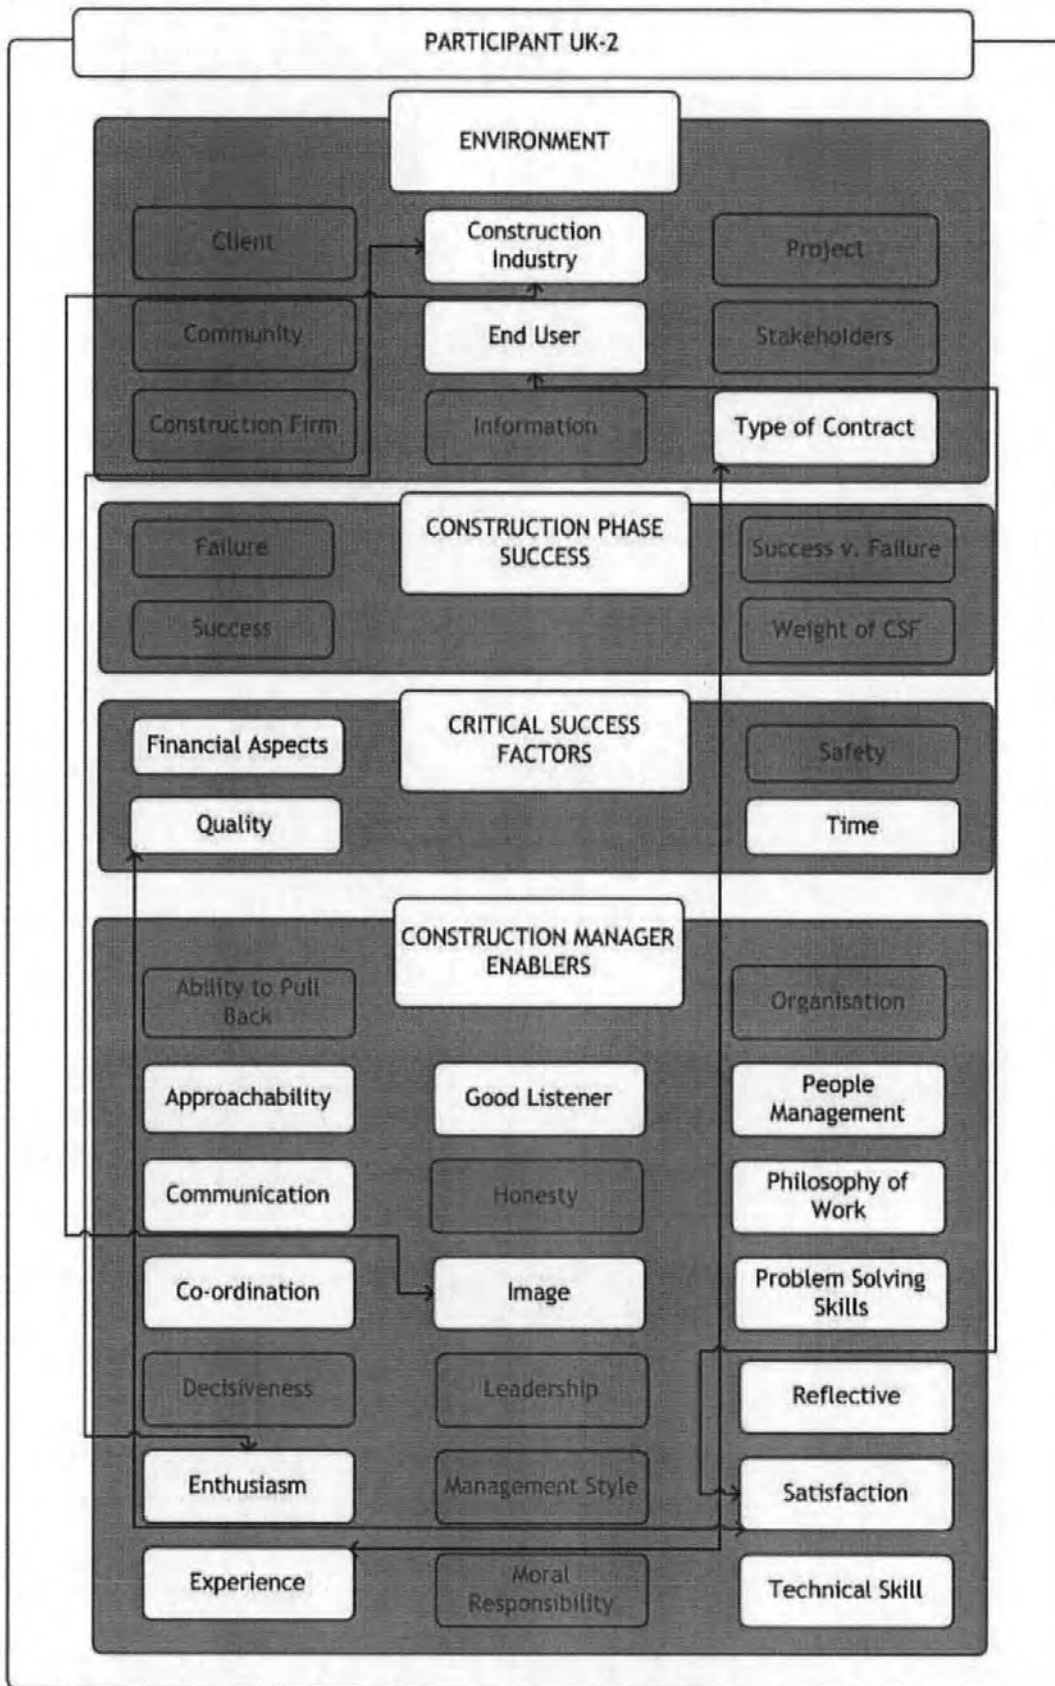 PARTICIPANT UK-2
ENVIRONMENT
Client
Construction
Industry
Project
Community
End User
Stakeholders
Construction Firm
Information
Type of Contract
CONSTRUCTION PHASE
SUCCESS
Failure
Success v. Failure
Success
Weight of CSF
CRITICAL SUCCESS
FACTORS
Financial Aspects
Safety
Quality
Time
CONSTRUCTION MANAGER
ENABLERS
Ability to Pull
Back
Organisation
Approachability
Good Listener
People
Management
Communication
Honesty
Philosophy of
Work
Co-ordination
Image
Problem Solving
Skills
Decisiveness
Leadership
Reflective
Enthusiasm
Management Style
Satisfaction
Experience
Moral
Responsibility
Technical Skill